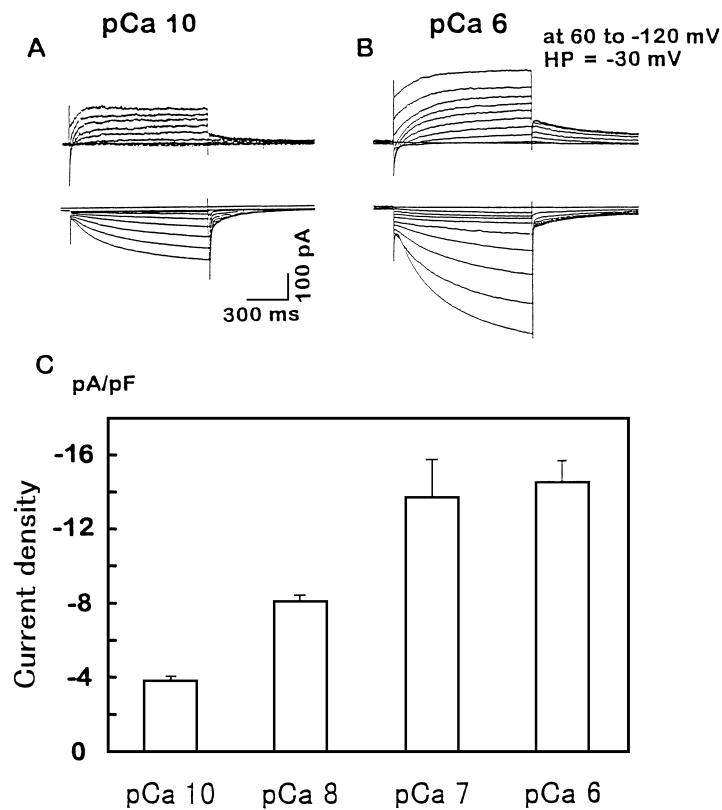 pCa 10
pCa 6
A
B
at 60 to -120 mV
HP = -30 mV
100 pA
300 ms
C
pA/pF
Current density
-16
-12
-8
-4
0
pCa 10
pCa 8
pCa 7
pCa 6